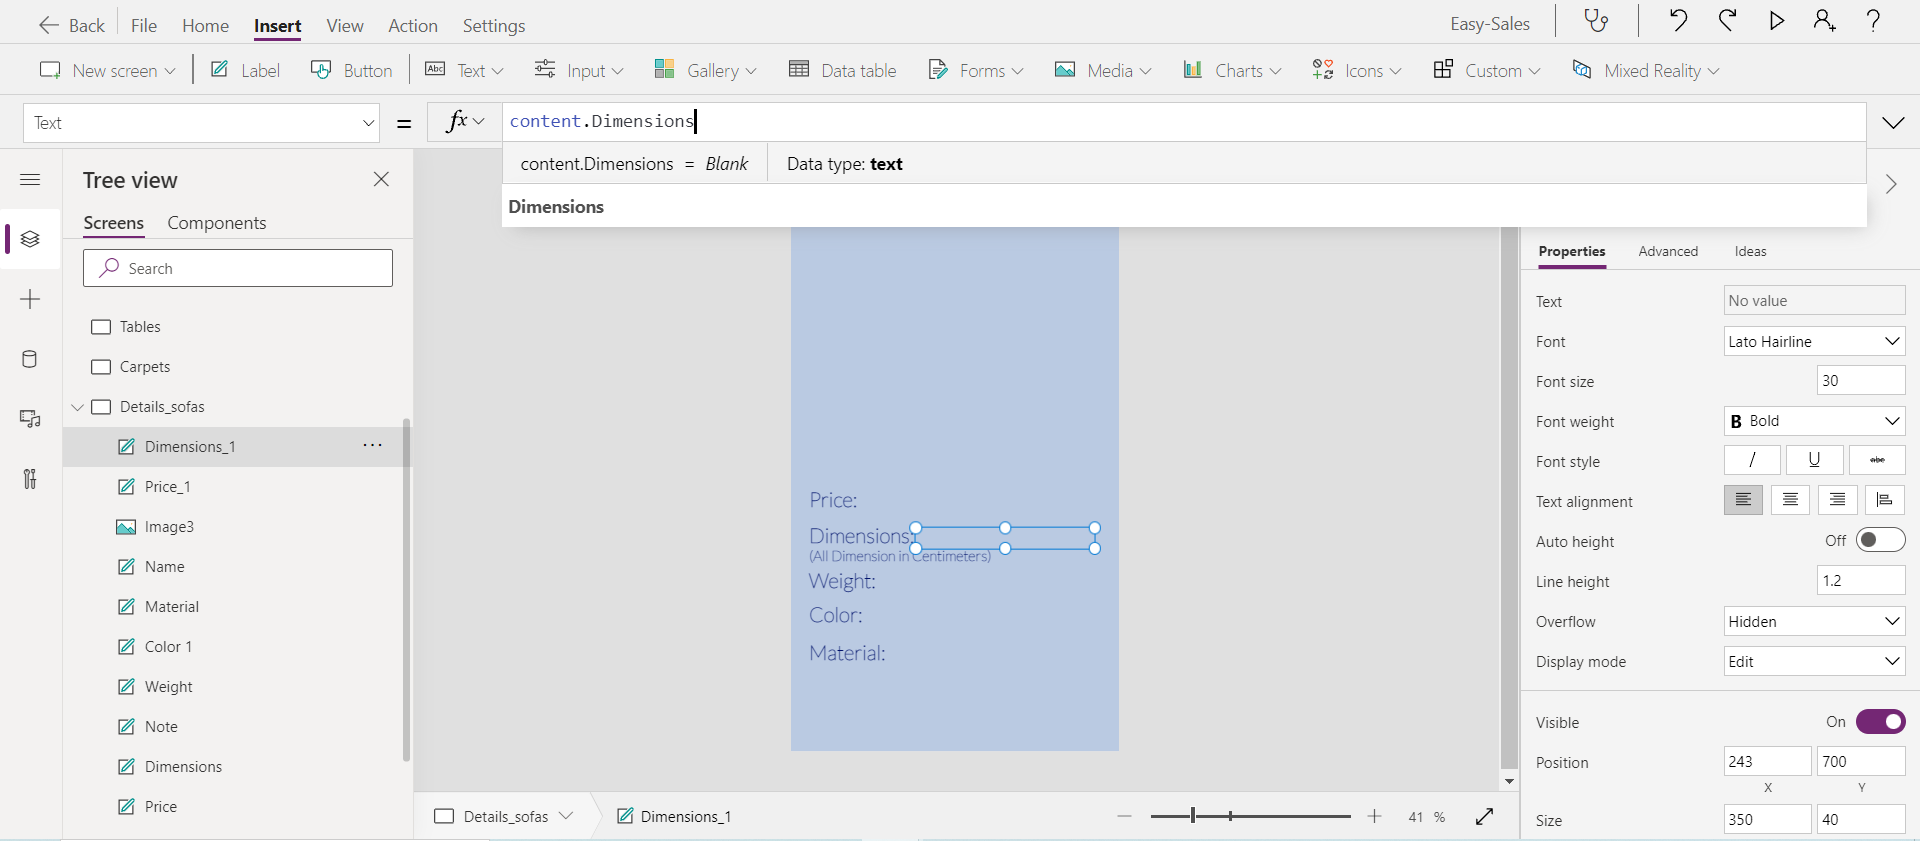 Back File Home Insert View Action Settings Easy-Sales ?
New screen Label Button Abc Text Input Gallery Data table Forms Media Charts Icons Custom Mixed Reality
Text = fx content.Dimensions
content.Dimensions = Blank Data type: text
Dimensions
Tree view
Screens Components
Search
Tables
Carpets
Details_sofas
Dimensions_1 ...
Price_1
Image3
Name
Material
Color 1
Weight
Note
Dimensions
Price
Price:
Dimensions:
(All Dimension in Centimeters)
Weight:
Color:
Material:
Details_sofas Dimensions_1 41 %
Properties Advanced Ideas
Text No value
Font Lato Hairline
Font size 30
Font weight B Bold
Font style / U abc
Text alignment
Auto height Off
Line height 1.2
Overflow Hidden
Display mode Edit
Visible On
Position 243 700
X Y
Size 350 40